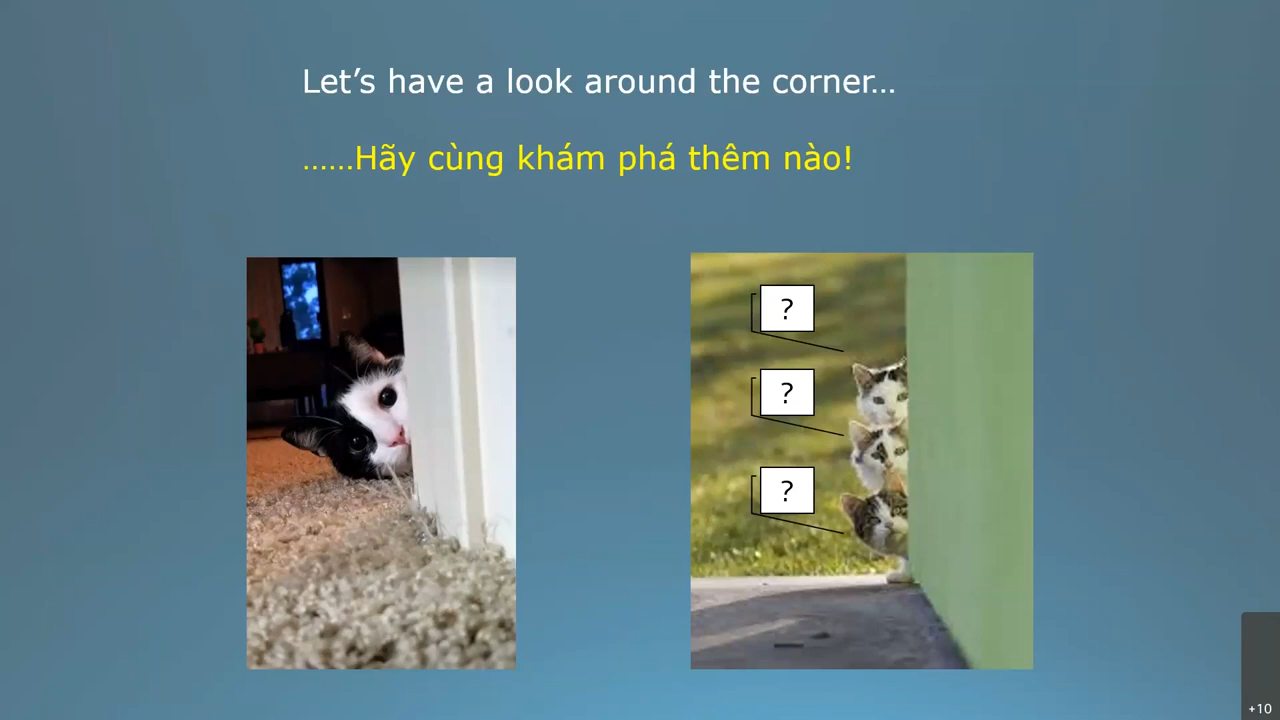 Let’s have a look around the corner…
……Hãy cùng khám phá thêm nào!
?
?
?
+10